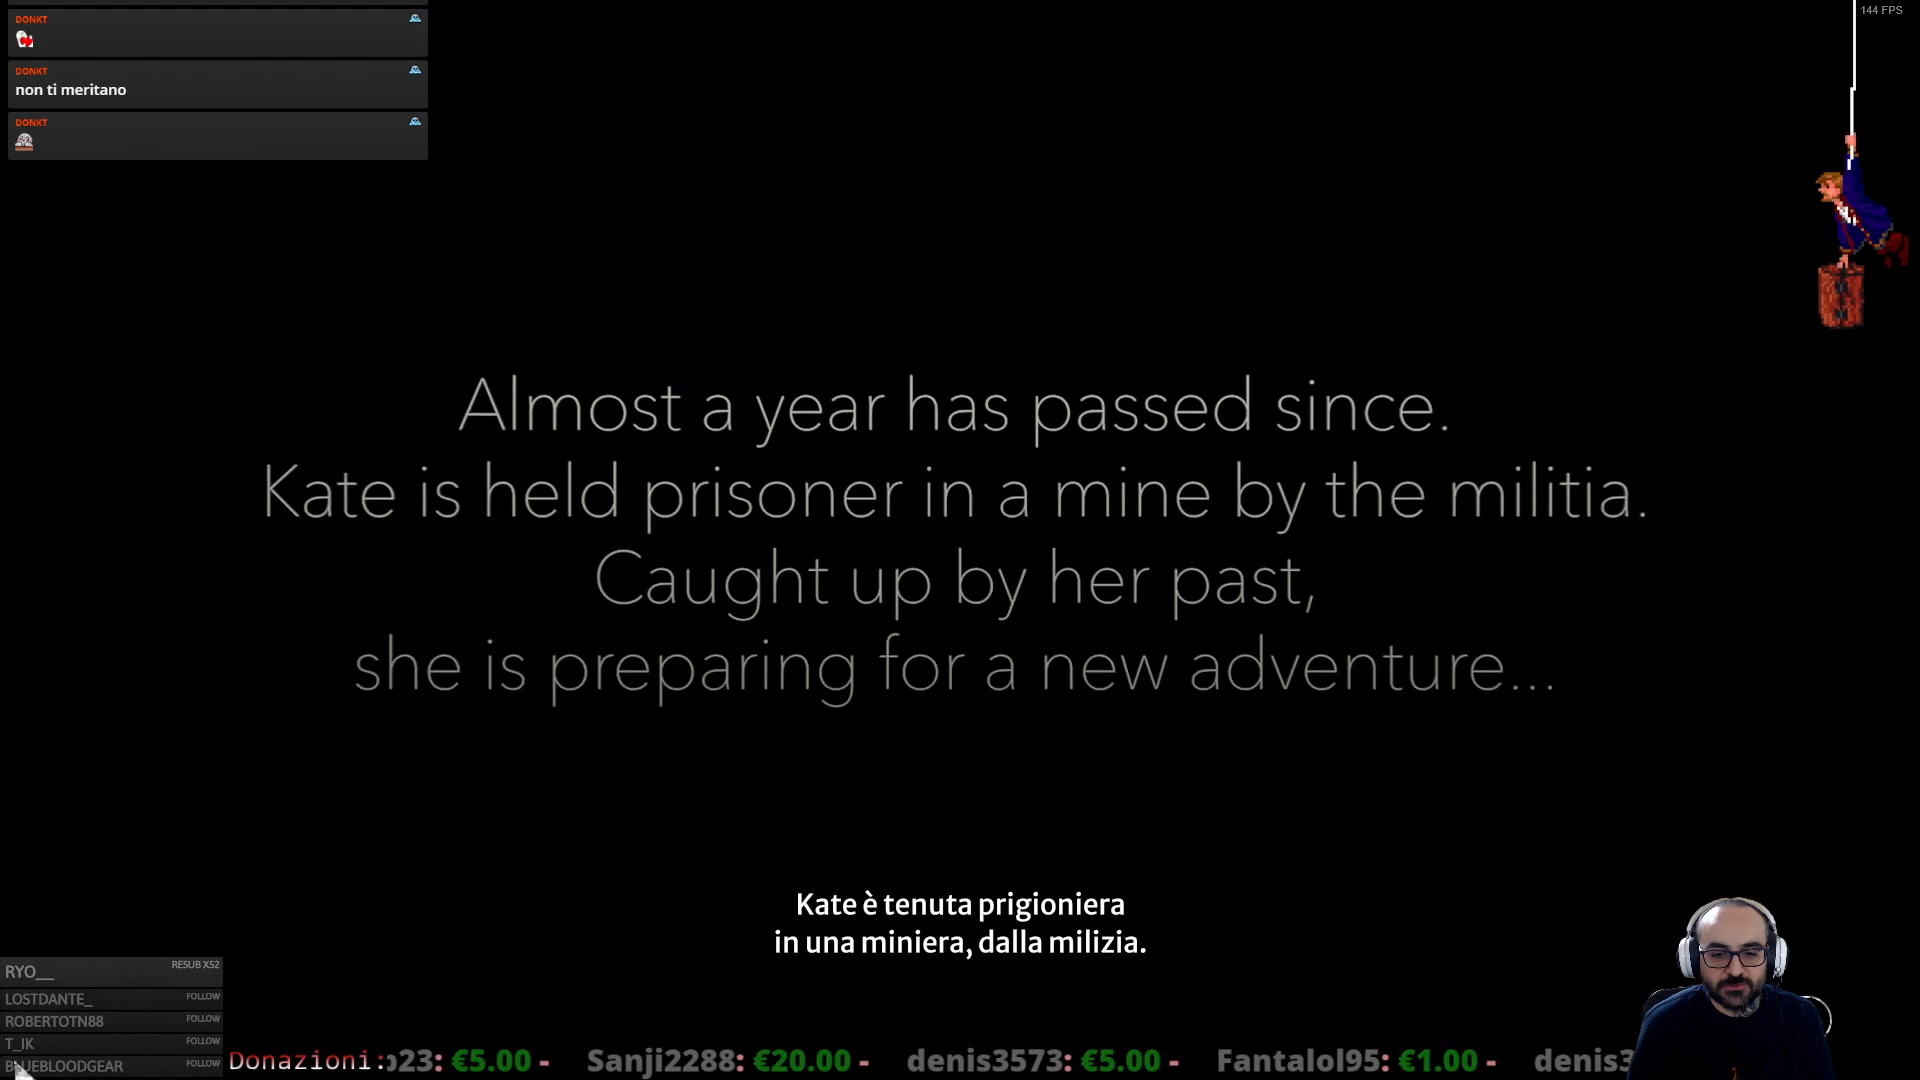 DONKT
DONKT
non ti meritano
DONKT
144 FPS
Almost a year has passed since.
Kate is held prisoner in a mine by the militia.
Caught up by her past,
she is preparing for a new adventure...
Kate è tenuta prigioniera
in una miniera, dalla milizia.
RYO__ RESUB X52
LOSTDANTE_ FOLLOW
ROBERTOTN88 FOLLOW
T_IK FOLLOW
BLUEBLOODGEAR FOLLOW
Donazioni: 23: €5.00 - Sanji2288: €20.00 - denis3573: €5.00 - Fantalol95: €1.00 - denis3